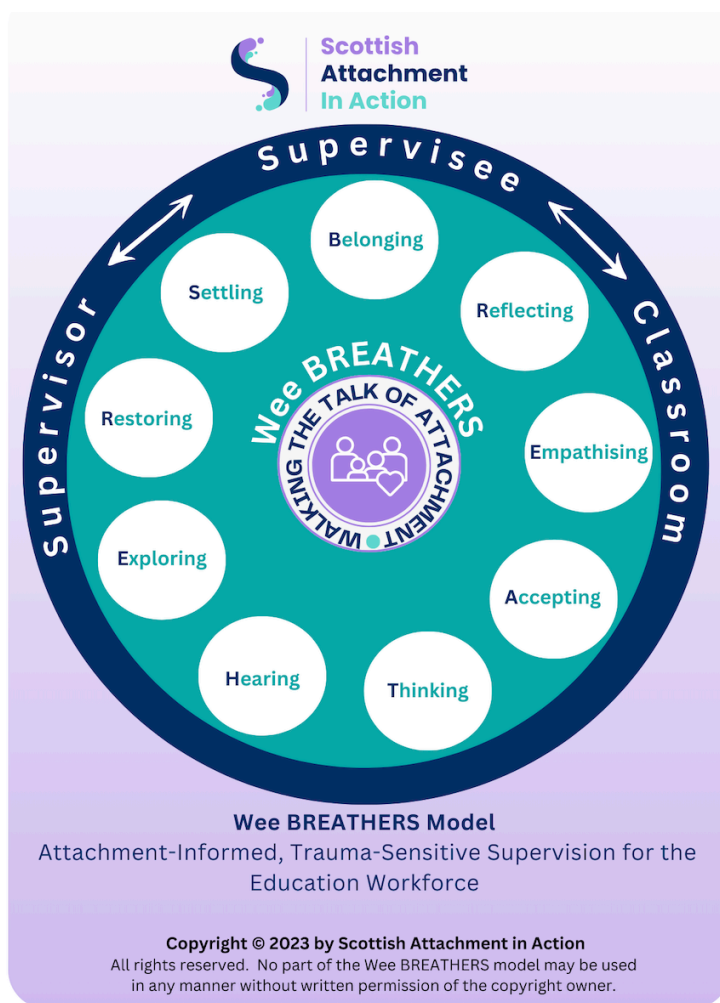 Scottish
Attachment
In Action
Supervisee
Supervisor
Classroom
Belonging
Reflecting
Empathising
Accepting
Thinking
Hearing
Exploring
Restoring
Settling
Wee BREATHERS
WALKING THE TALK OF ATTACHMENT
Wee BREATHERS Model
Attachment-Informed, Trauma-Sensitive Supervision for the
Education Workforce
Copyright © 2023 by Scottish Attachment in Action
All rights reserved. No part of the Wee BREATHERS model may be used
in any manner without written permission of the copyright owner.